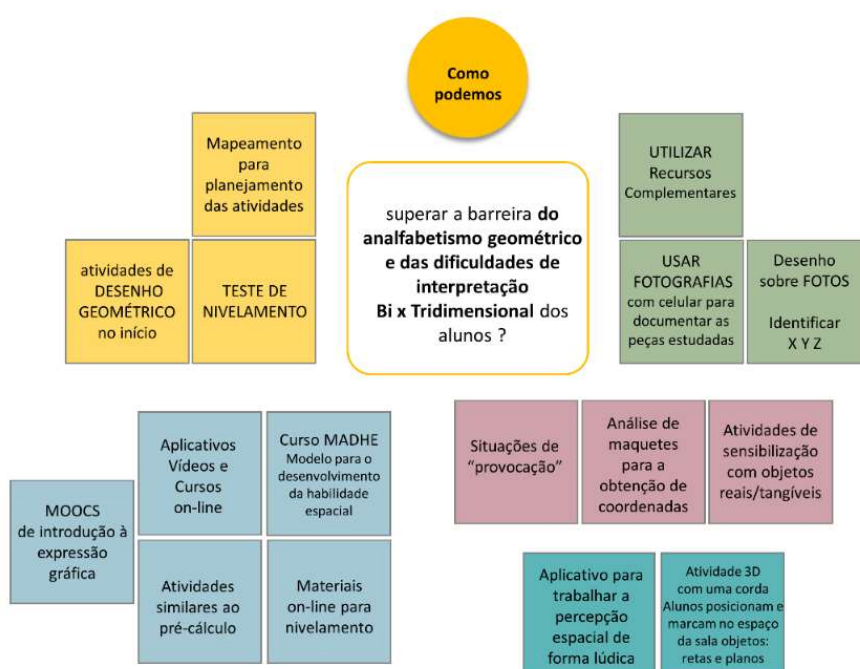 Como
podemos
superar a barreira do
analfabetismo geométrico
e das dificuldades de
interpretação
Bi x Tridimensional dos
alunos ?
Mapeamento
para
planejamento
das atividades
atividades de
DESENHO
GEOMÉTRICO
no início
TESTE DE
NIVELAMENTO
UTILIZAR
Recursos
Complementares
USAR
FOTOGRAFIAS
com celular para
documentar as
peças estudadas
Desenho
sobre FOTOS
Identificar
X Y Z
MOOCS
de introdução à
expressão
gráfica
Aplicativos
Vídeos e
Cursos
on-line
Curso MADHE
Modelo para o
desenvolvimento
da habilidade
espacial
Atividades
similares ao
pré-cálculo
Materiais
on-line para
nivelamento
Situações de
“provocação”
Análise de
maquetes
para a
obtenção de
coordenadas
Atividades de
sensibilização
com objetos
reais/tangíveis
Aplicativo para
trabalhar a
percepção
espacial de
forma lúdica
Atividade 3D
com uma corda
Alunos posicionam e
marcam no espaço
da sala objetos:
retas e planos